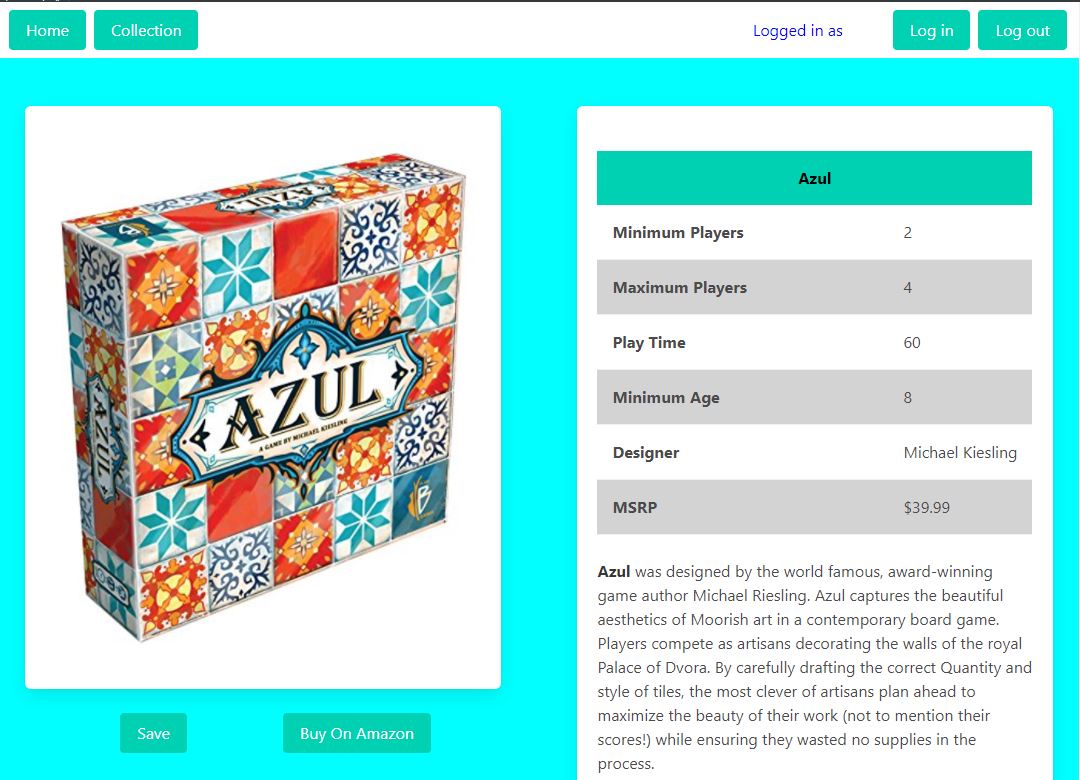 Home Collection Logged in as Log in Log out
AZUL
AZUL
A GAME BY MICHAEL KIESLING
AZUL
Save Buy On Amazon
Azul
Minimum Players 2
Maximum Players 4
Play Time 60
Minimum Age 8
Designer Michael Kiesling
MSRP $39.99
Azul was designed by the world famous, award-winning
game author Michael Riesling. Azul captures the beautiful
aesthetics of Moorish art in a contemporary board game.
Players compete as artisans decorating the walls of the royal
Palace of Dvora. By carefully drafting the correct Quantity and
style of tiles, the most clever of artisans plan ahead to
maximize the beauty of their work (not to mention their
scores!) while ensuring they wasted no supplies in the
process.